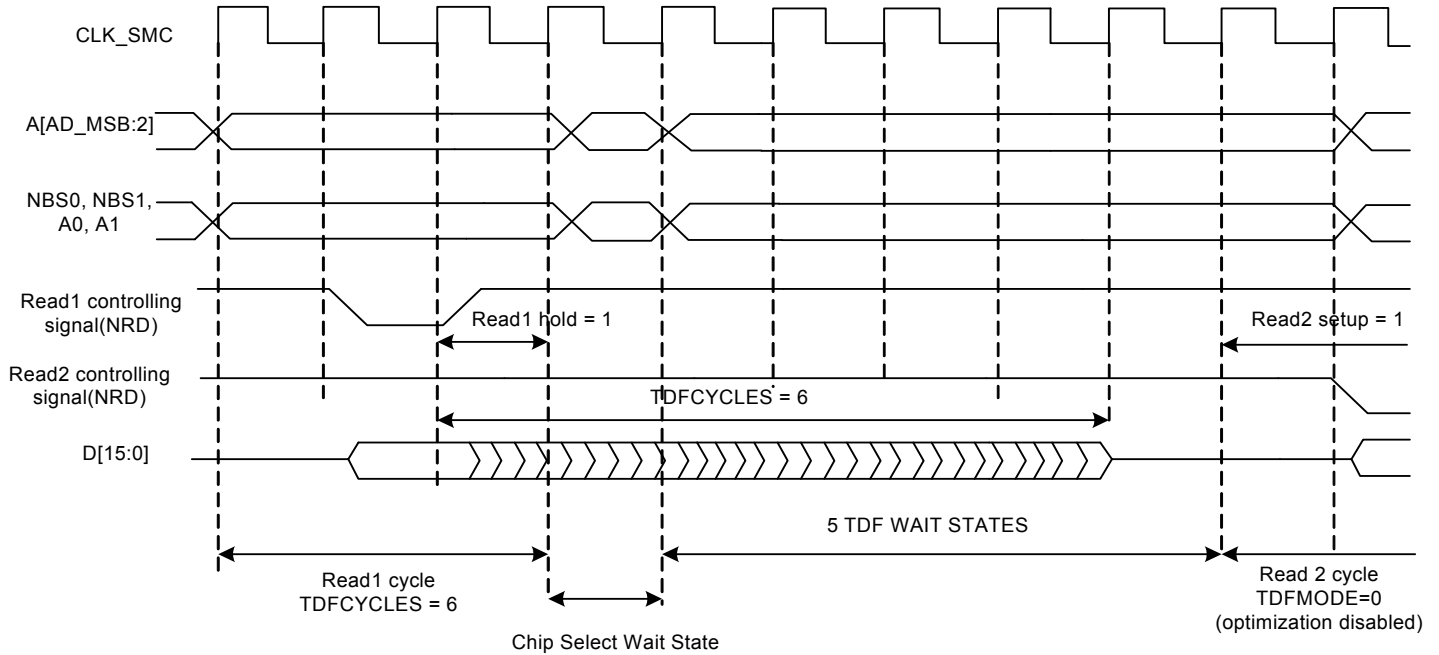 CLK_SMC
A[AD_MSB:2]
NBS0, NBS1,
A0, A1
Read1 controlling
signal(NRD)
Read1 hold = 1
Read2 setup = 1
Read2 controlling
signal(NRD)
TDFCYCLES = 6
D[15:0]
5 TDF WAIT STATES
Read1 cycle
TDFCYCLES = 6
Read 2 cycle
TDFMODE=0
(optimization disabled)
Chip Select Wait State